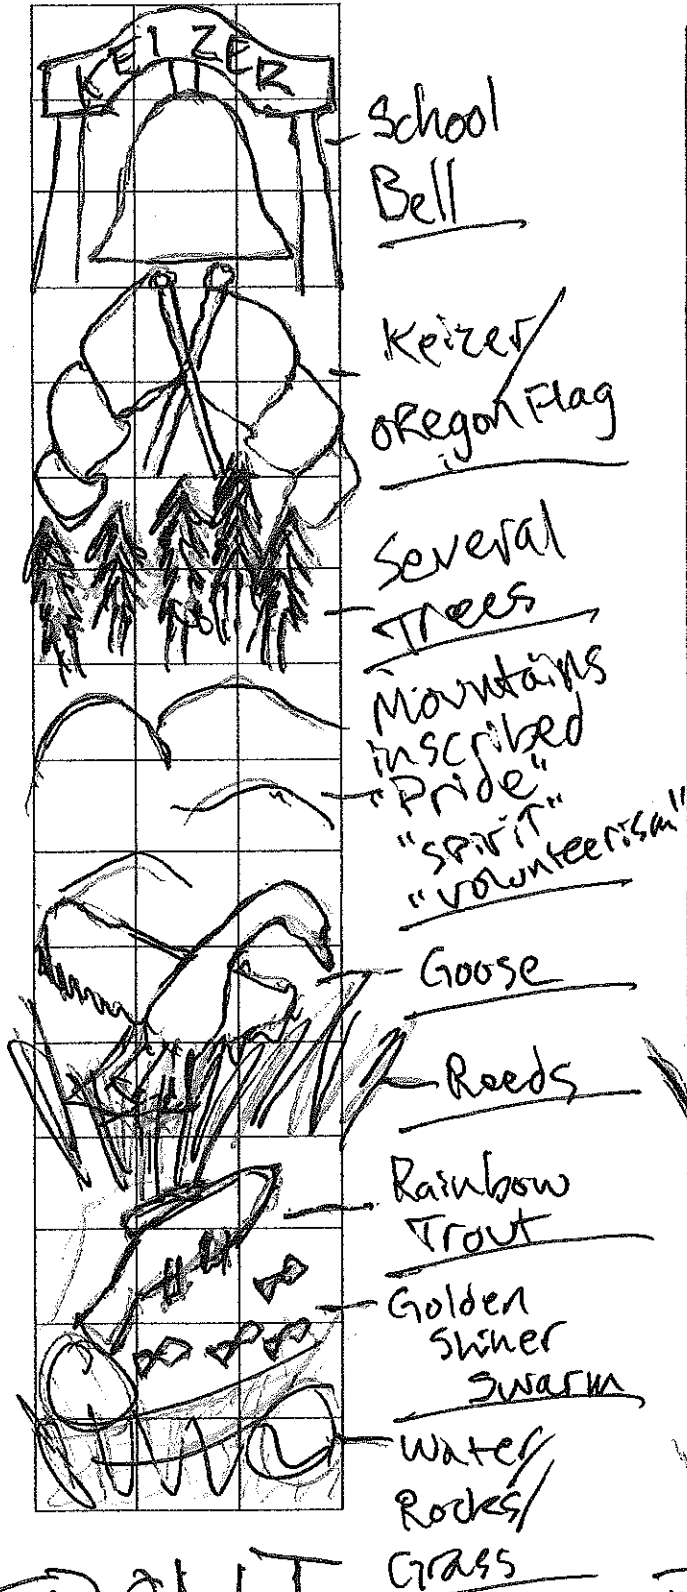 KEIZER
School
Bell
Keizer/
Oregon Flag
Several
Trees
Mountains
inscribed
"Pride"
"spirit"
"volunteerism"
Goose
Reeds
Rainbow
Trout
Golden
Shiner
Swarm
Water/
Rocks/
Grass